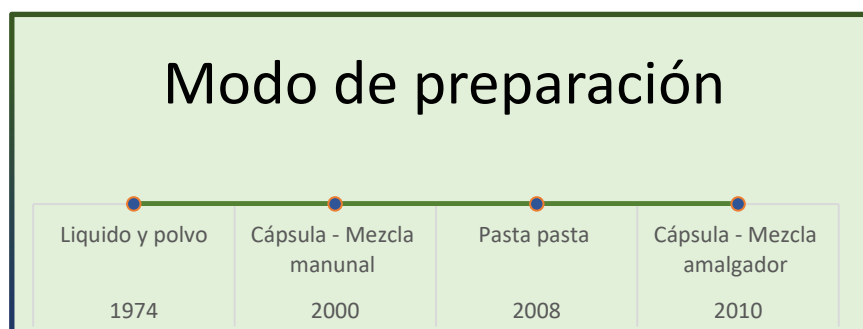 Modo de preparación
Liquido y polvo
Cápsula - Mezcla
manunal
Pasta pasta
Cápsula - Mezcla
amalgador
1974
2000
2008
2010